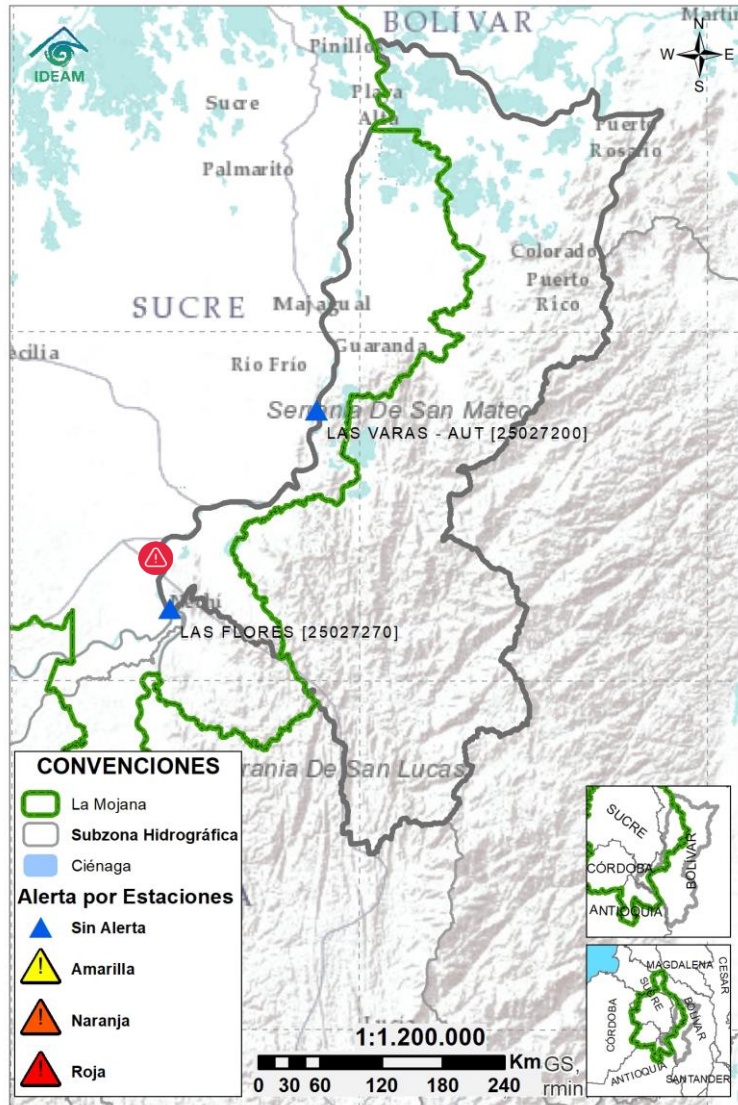 IDEAM
BOLÍVAR
N
W
E
S
Sucre
Playa
Alta
Palmarito
Puerto
Rosario
Colorado
Puerto
Rico
SUCRE
Majagual
Guaranda
Rio Frío
Serranía De San Mateo
LAS VARAS - AUT [25027200]
LAS FLORES [25027270]
De San Lucas
CONVENCIONES
La Mojana
Subzona Hidrográfica
Ciénaga
Alerta por Estaciones
Sin Alerta
Amarilla
Naranja
Roja
SUCRE
CÓRDOBA
BOLÍVAR
ANTIOQUIA
MAGDALENA
CESAR
SUCRE
BOLÍVAR
CÓRDOBA
ANTIOQUIA
SANTANDER
1:1.200.000
Km
0 30 60 120 180 240